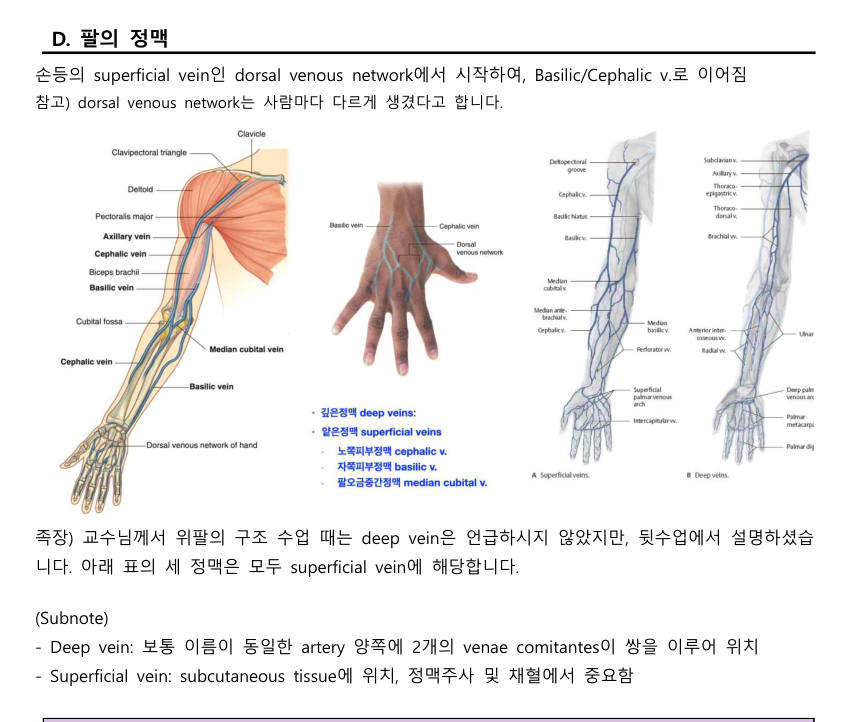 D. 팔의 정맥
손등의 superficial vein인 dorsal venous network에서 시작하여, Basilic/Cephalic v.로 이어짐
참고) dorsal venous network는 사람마다 다르게 생겼다고 합니다.
Clavicle
Clavipectoral triangle
Deltoid
Pectoralis major
Axillary vein
Cephalic vein
Biceps brachii
Basilic vein
Cubital fossa
Median cubital vein
Cephalic vein
Basilic vein
Dorsal venous network of hand
Basilic vein
Cephalic vein
Dorsal
venous network
• 깊은정맥 deep veins:
• 얕은정맥 superficial veins
- 노쪽피부정맥 cephalic v.
- 자쪽피부정맥 basilic v.
- 팔오금중간정맥 median cubital v.
Deltopectoral
groove
Cephalic v.
Basilic hiatus
Basilic v.
Median
cubital v.
Median ante-
brachial v.
Cephalic v.
Median
basilic v.
Perforator vv.
Superficial
palmar venous
arch
Intercapitular vv.
A Superficial veins.
Subclavian v.
Axillary v.
Thoraco-
epigastric v.
Thoraco-
dorsal v.
Brachial vv.
Anterior inter-
osseous vv.
Radial vv.
Ulnar
Deep palm
venous arc
Palmar
metacarpa
Palmar dig
B Deep veins.
족장) 교수님께서 위팔의 구조 수업 때는 deep vein은 언급하시지 않았지만, 뒷수업에서 설명하셨습
니다. 아래 표의 세 정맥은 모두 superficial vein에 해당합니다.
(Subnote)
- Deep vein: 보통 이름이 동일한 artery 양쪽에 2개의 venae comitantes이 쌍을 이루어 위치
- Superficial vein: subcutaneous tissue에 위치, 정맥주사 및 채혈에서 중요함